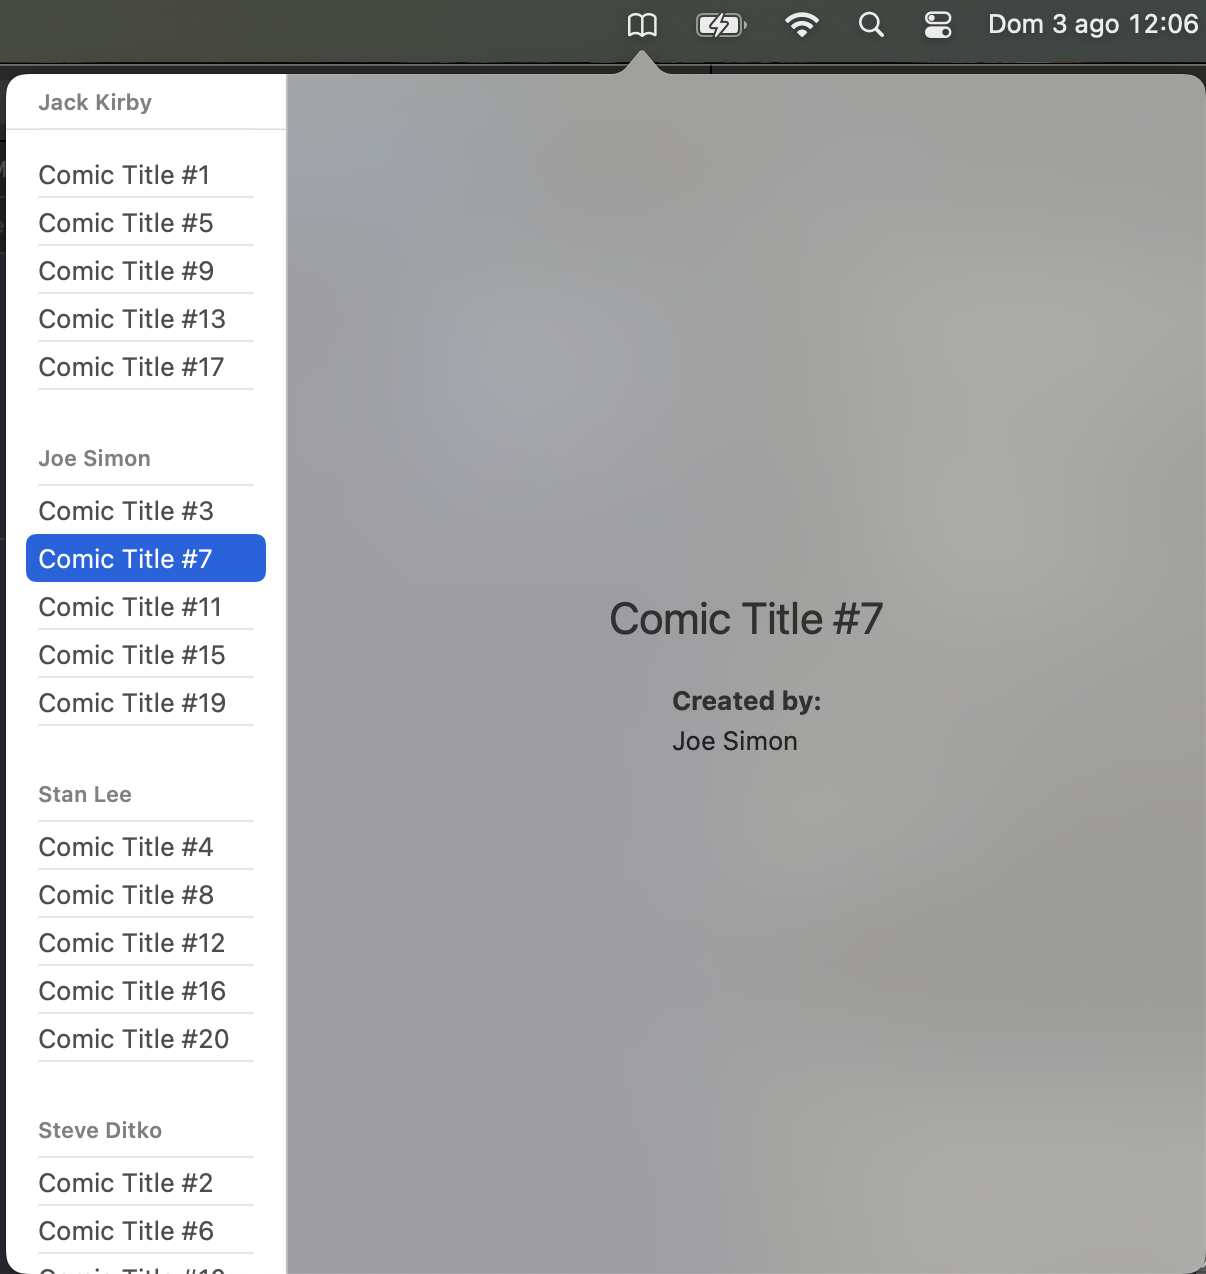 Dom 3 ago 12:06
Jack Kirby
Comic Title #1
Comic Title #5
Comic Title #9
Comic Title #13
Comic Title #17
Joe Simon
Comic Title #3
Comic Title #7
Comic Title #11
Comic Title #15
Comic Title #19
Stan Lee
Comic Title #4
Comic Title #8
Comic Title #12
Comic Title #16
Comic Title #20
Steve Ditko
Comic Title #2
Comic Title #6
Comic Title #7
Created by:
Joe Simon